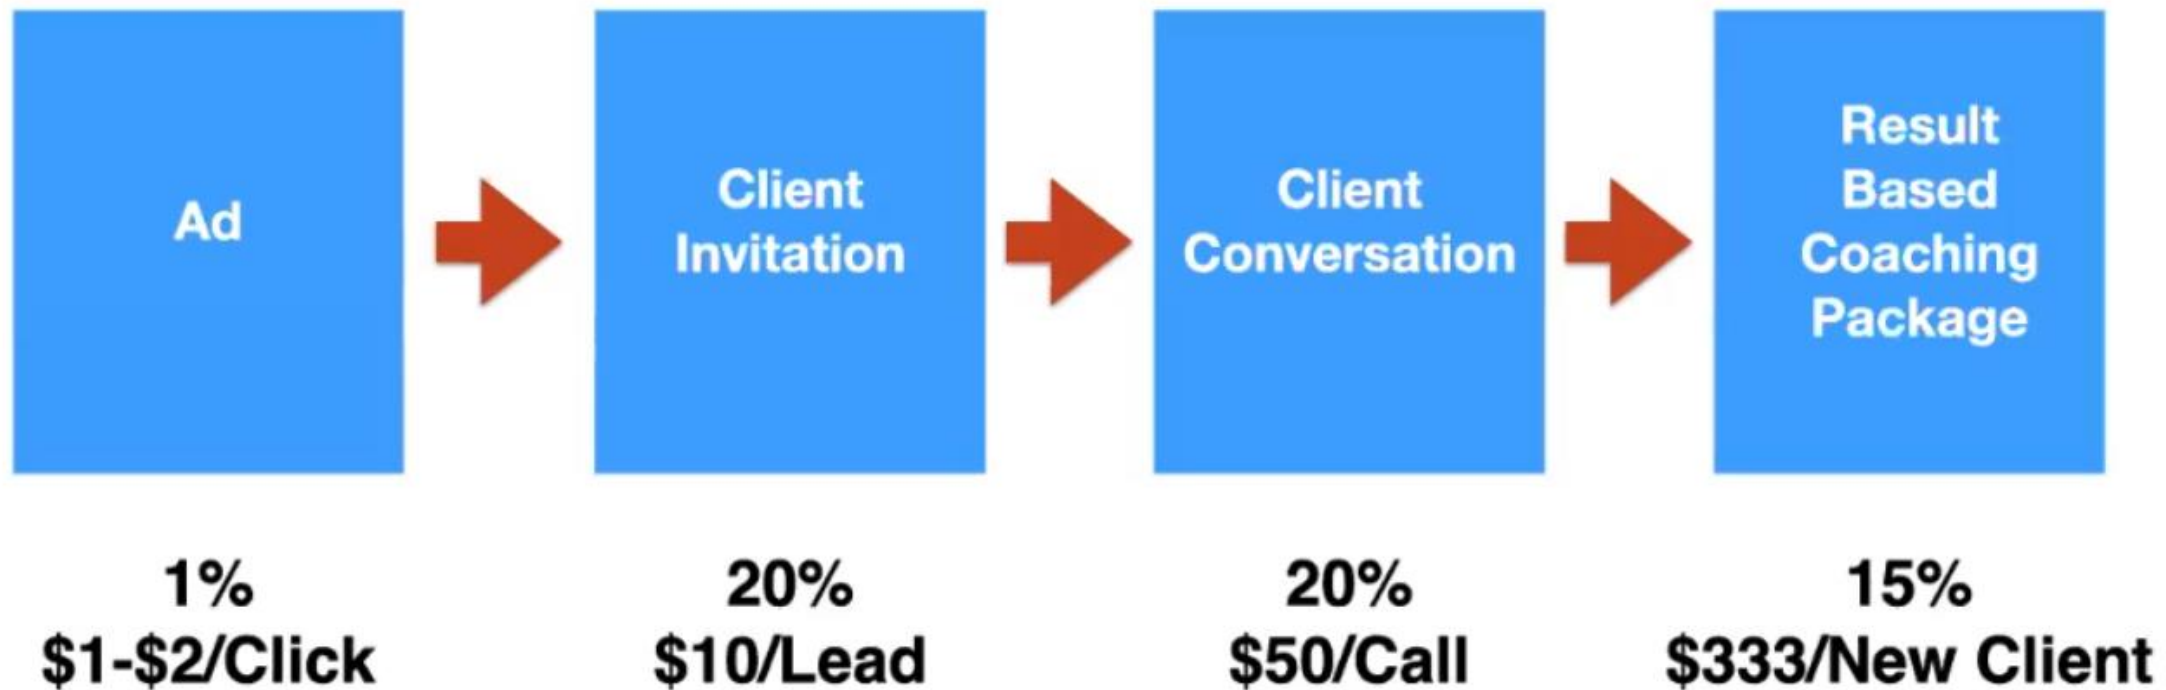 Ad
Client
Invitation
Client
Conversation
Result
Based
Coaching
Package
1%
$1-$2/Click
20%
$10/Lead
20%
$50/Call
15%
$333/New Client